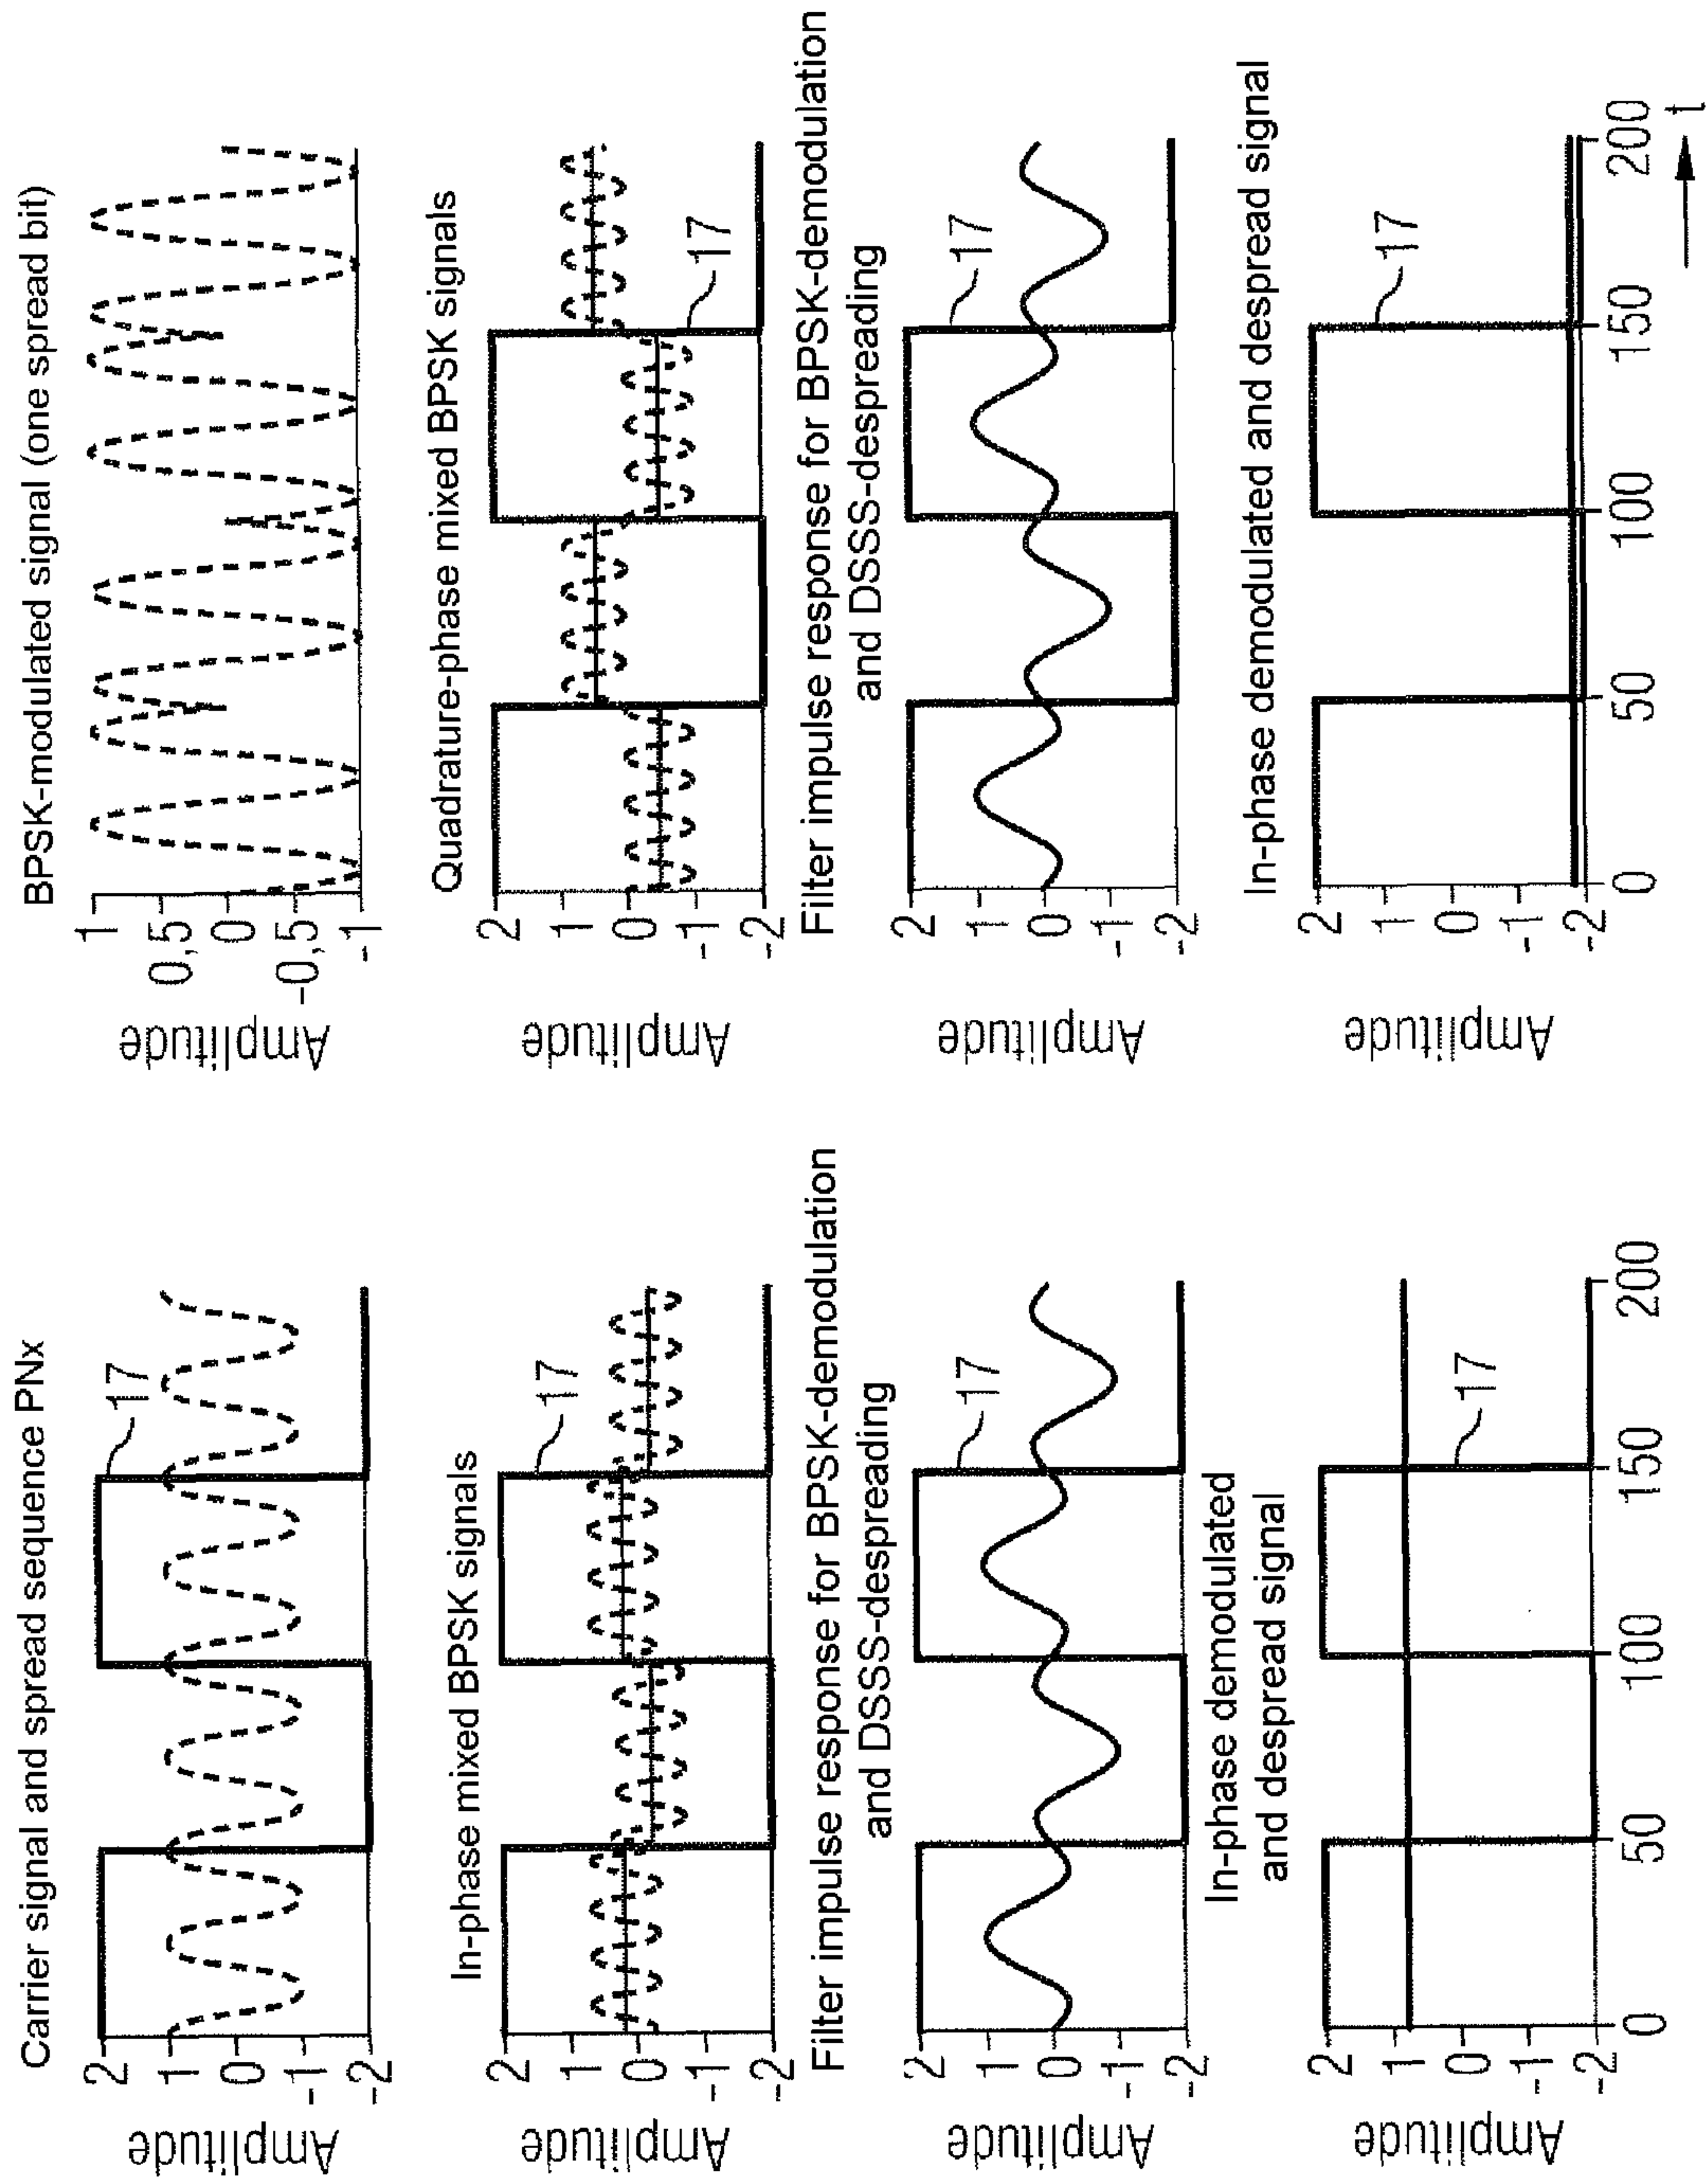 Carrier signal and spread sequence PNx
Amplitude
2
1
0
-1
-2
17
BPSK-modulated signal (one spread bit)
Amplitude
1
0,5
0
-0,5
-1
In-phase mixed BPSK signals
Amplitude
2
1
0
-1
-2
17
Quadrature-phase mixed BPSK signals
Amplitude
2
1
0
-1
-2
17
Filter impulse response for BPSK-demodulation
and DSSS-despreading
Amplitude
2
1
0
-1
-2
17
Filter impulse response for BPSK-demodulation
and DSSS-despreading
Amplitude
2
1
0
-1
-2
17
In-phase demodulated
and despread signal
Amplitude
2
1
0
-1
-2
17
0 50 100 150 200
In-phase demodulated and despread signal
Amplitude
2
1
0
-1
-2
17
0 50 100 150 200
t